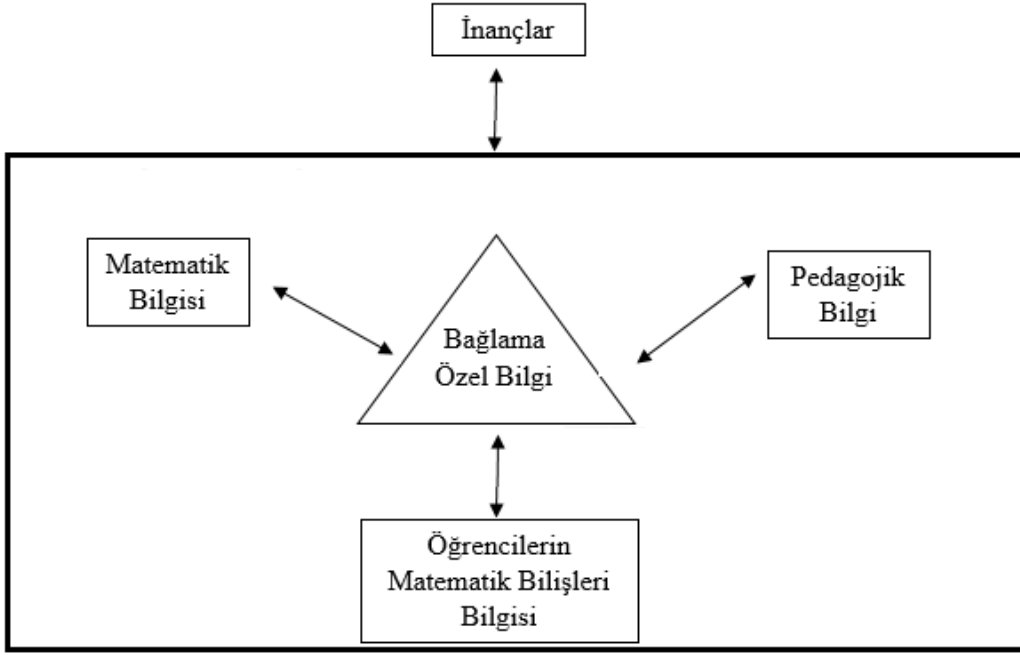 İnançlar
Matematik
Bilgisi
Bağlama
Özel Bilgi
Pedagojik
Bilgi
Öğrencilerin
Matematik Bilişleri
Bilgisi